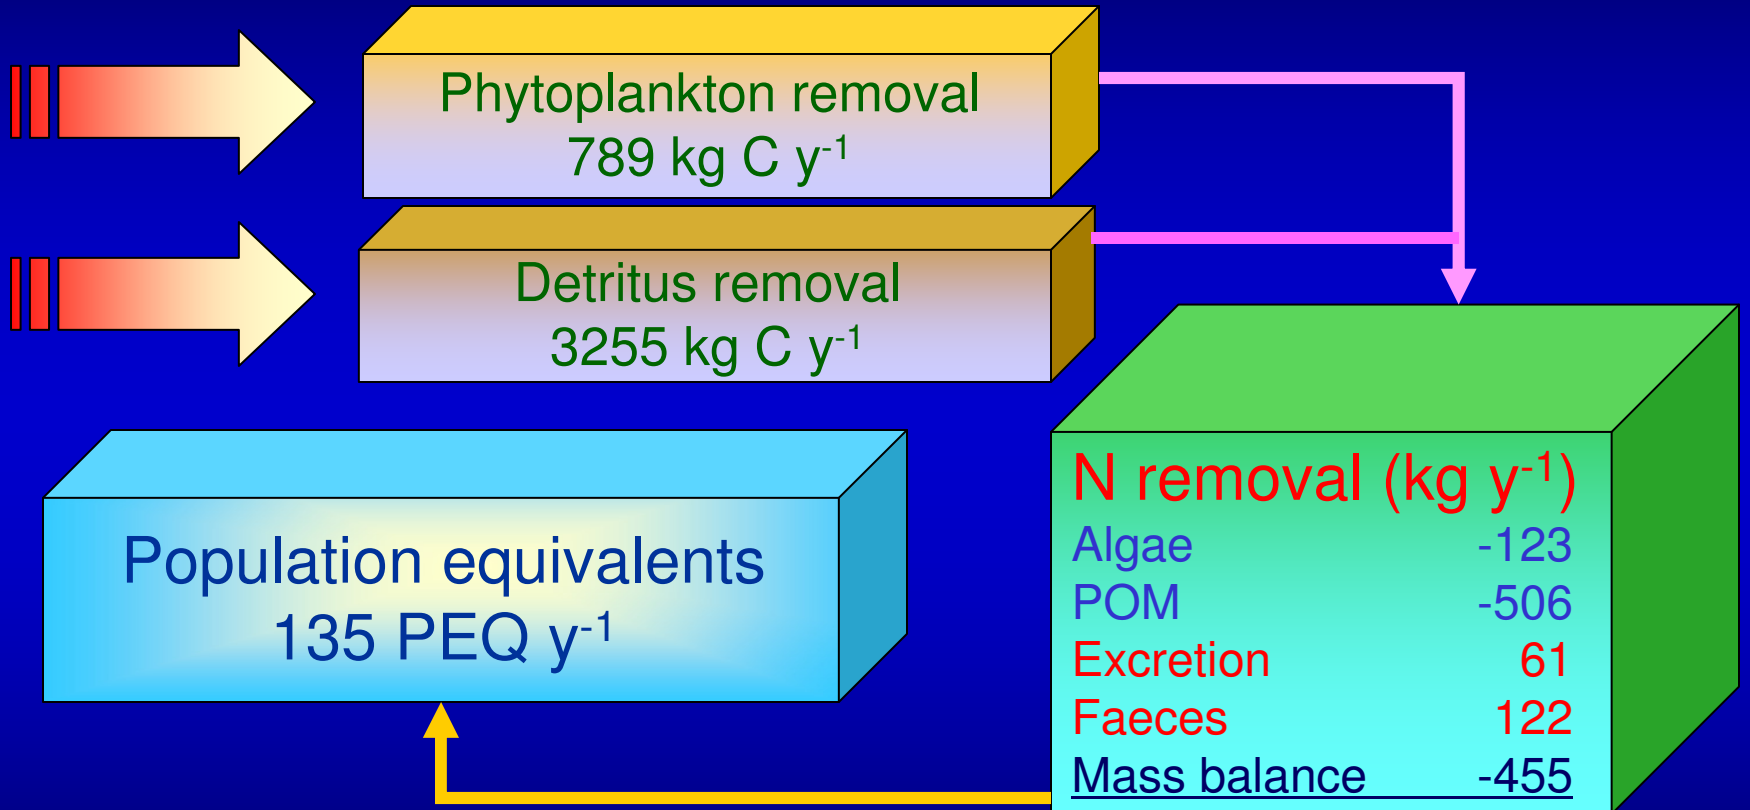 Phytoplankton removal
789 kg C y⁻¹
Detritus removal
3255 kg C y⁻¹
Population equivalents
135 PEQ y⁻¹
N removal (kg y⁻¹)
Algae -123
POM -506
Excretion 61
Faeces 122
Mass balance -455